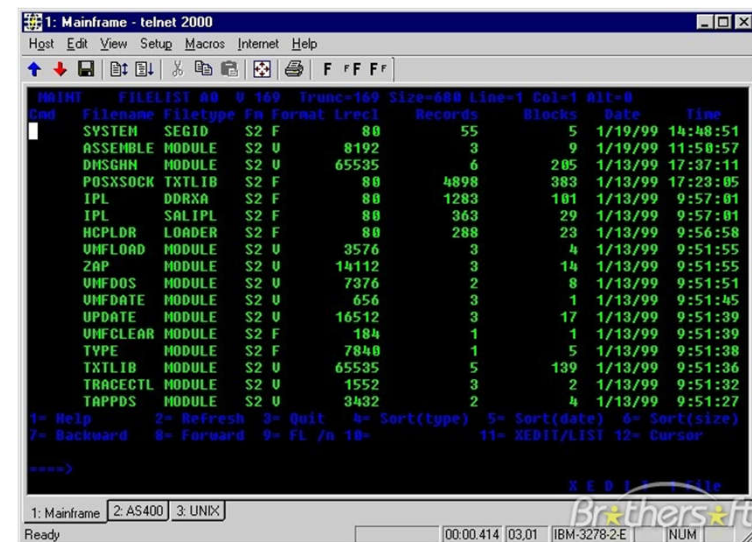 1: Mainframe - telnet 2000
Host Edit View Setup Macros Internet Help
F FF FF
MAINT FILELIST A0 V 169 Trunc=169 Size=680 Line=1 Col=1 Alt=0
Cmd Filename Filetype Fm Format Lrecl Records Blocks Date Time
SYSTEM SEGID S2 F 80 55 5 1/19/99 14:48:51
ASSEMBLE MODULE S2 V 8192 3 9 1/19/99 11:50:57
DMSGHN MODULE S2 V 65535 6 205 1/13/99 17:37:11
POSXSOCK TXTLIB S2 F 80 4898 383 1/13/99 17:23:05
IPL DDRXA S2 F 80 1283 101 1/13/99 9:57:01
IPL SALIPL S2 F 80 363 29 1/13/99 9:57:01
HCPLDR LOADER S2 F 80 288 23 1/13/99 9:56:58
VMFLOAD MODULE S2 V 3576 3 4 1/13/99 9:51:55
ZAP MODULE S2 V 14112 3 14 1/13/99 9:51:55
VMFDOS MODULE S2 V 7376 2 8 1/13/99 9:51:51
VMFDATE MODULE S2 V 656 3 1 1/13/99 9:51:45
UPDATE MODULE S2 V 16512 3 17 1/13/99 9:51:39
VMFCLEAR MODULE S2 F 184 1 1 1/13/99 9:51:39
TYPE MODULE S2 F 7840 1 5 1/13/99 9:51:38
TXTLIB MODULE S2 V 65535 5 139 1/13/99 9:51:36
TRACECTL MODULE S2 V 1552 3 2 1/13/99 9:51:32
TAPPDS MODULE S2 V 3432 2 4 1/13/99 9:51:27
1= Help 2= Refresh 3= Quit 4= Sort(type) 5= Sort(date) 6= Sort(size)
7= Backward 8= Forward 9= FL /n 10= 11= XEDIT/LIST 12= Cursor
====>
X E D I T 1 File
1: Mainframe 2: AS400 3: UNIX
Brothersoft
Ready 00:00.414 03,01 IBM-3278-2-E NUM